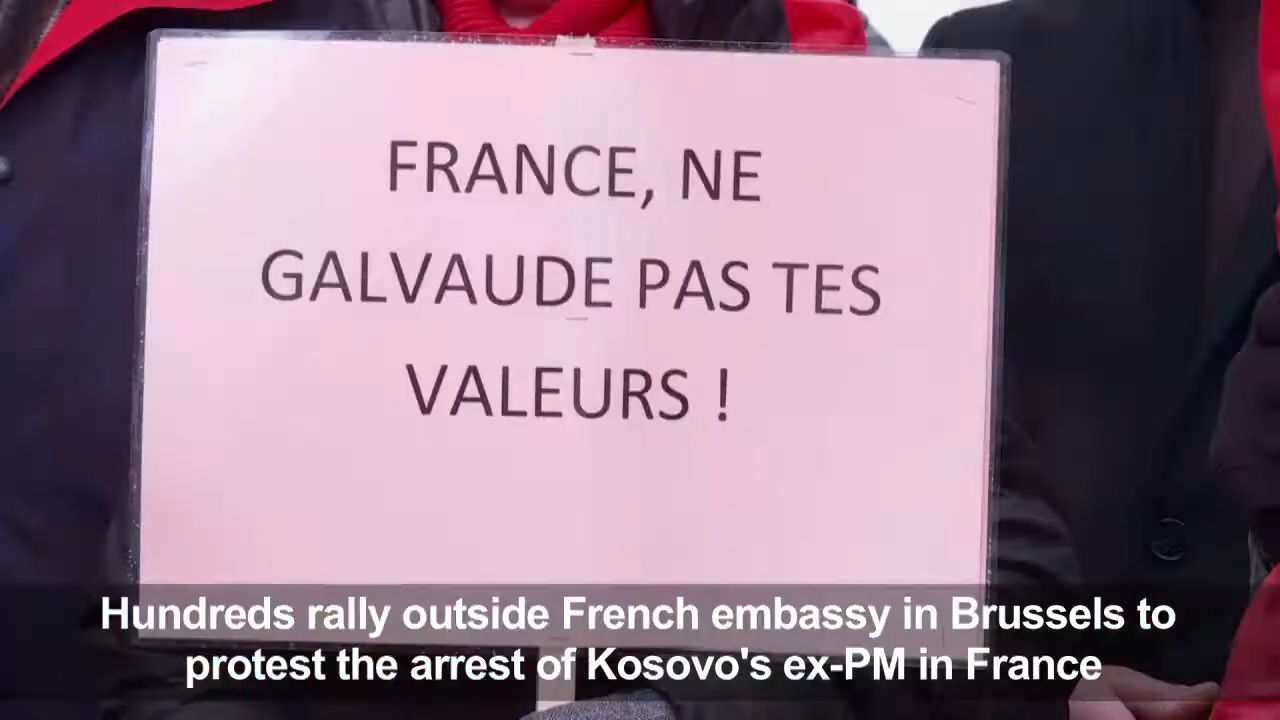 FRANCE, NE
GALVAUDE PAS TES
VALEURS !
Hundreds rally outside French embassy in Brussels to
protest the arrest of Kosovo's ex-PM in France